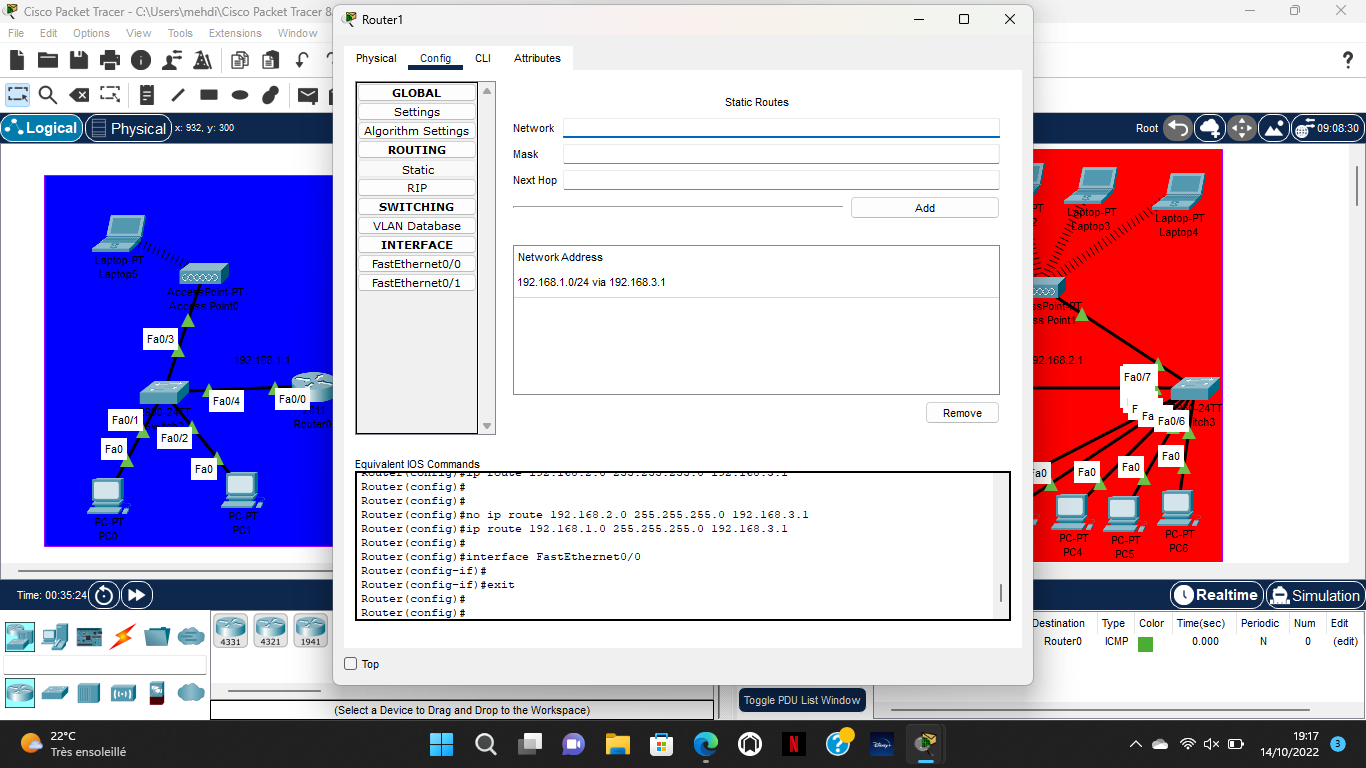 Cisco Packet Tracer - C:\Users\mehdi\Cisco Packet Tracer 8
File Edit Options View Tools Extensions Window
Logical
Physical
x: 932, y: 300
Root
09:08:30
Laptop-PT
Laptop5
AccessPoint-PT
Access Point0
Fa0/3
192.168.1.1
Fa0/4
Fa0/0
Router0
Fa0/1
Fa0/2
Fa0
Fa0
PC-PT
PC0
PC-PT
PC1
Router1
Physical Config CLI Attributes
GLOBAL
Settings
Algorithm Settings
ROUTING
Static
RIP
SWITCHING
VLAN Database
INTERFACE
FastEthernet0/0
FastEthernet0/1
Static Routes
Network
Mask
Next Hop
Add
Network Address
192.168.1.0/24 via 192.168.3.1
Remove
Equivalent IOS Commands
Router(config)#ip route 192.168.2.0 255.255.255.0 192.168.3.1
Router(config)#
Router(config)#
Router(config)#no ip route 192.168.2.0 255.255.255.0 192.168.3.1
Router(config)#ip route 192.168.1.0 255.255.255.0 192.168.3.1
Router(config)#
Router(config)#interface FastEthernet0/0
Router(config-if)#
Router(config-if)#exit
Router(config)#
Router(config)#
Top
Laptop-PT
Laptop3
Laptop-PT
Laptop4
Point-PT
ss Point1
92.168.2.1
Fa0/7
-24TT
itch3
F
Fa
Fa0/6
Fa0
Fa0
Fa0
Fa0
PC-PT
PC4
PC-PT
PC5
PC-PT
PC6
Time: 00:35:24
Realtime
Simulation
4331
4321
1941
(Select a Device to Drag and Drop to the Workspace)
Toggle PDU List Window
Destination Type Color Time(sec) Periodic Num Edit
Router0 ICMP 0.000 N 0 (edit)
22°C
Très ensoleillé
19:17
14/10/2022
3